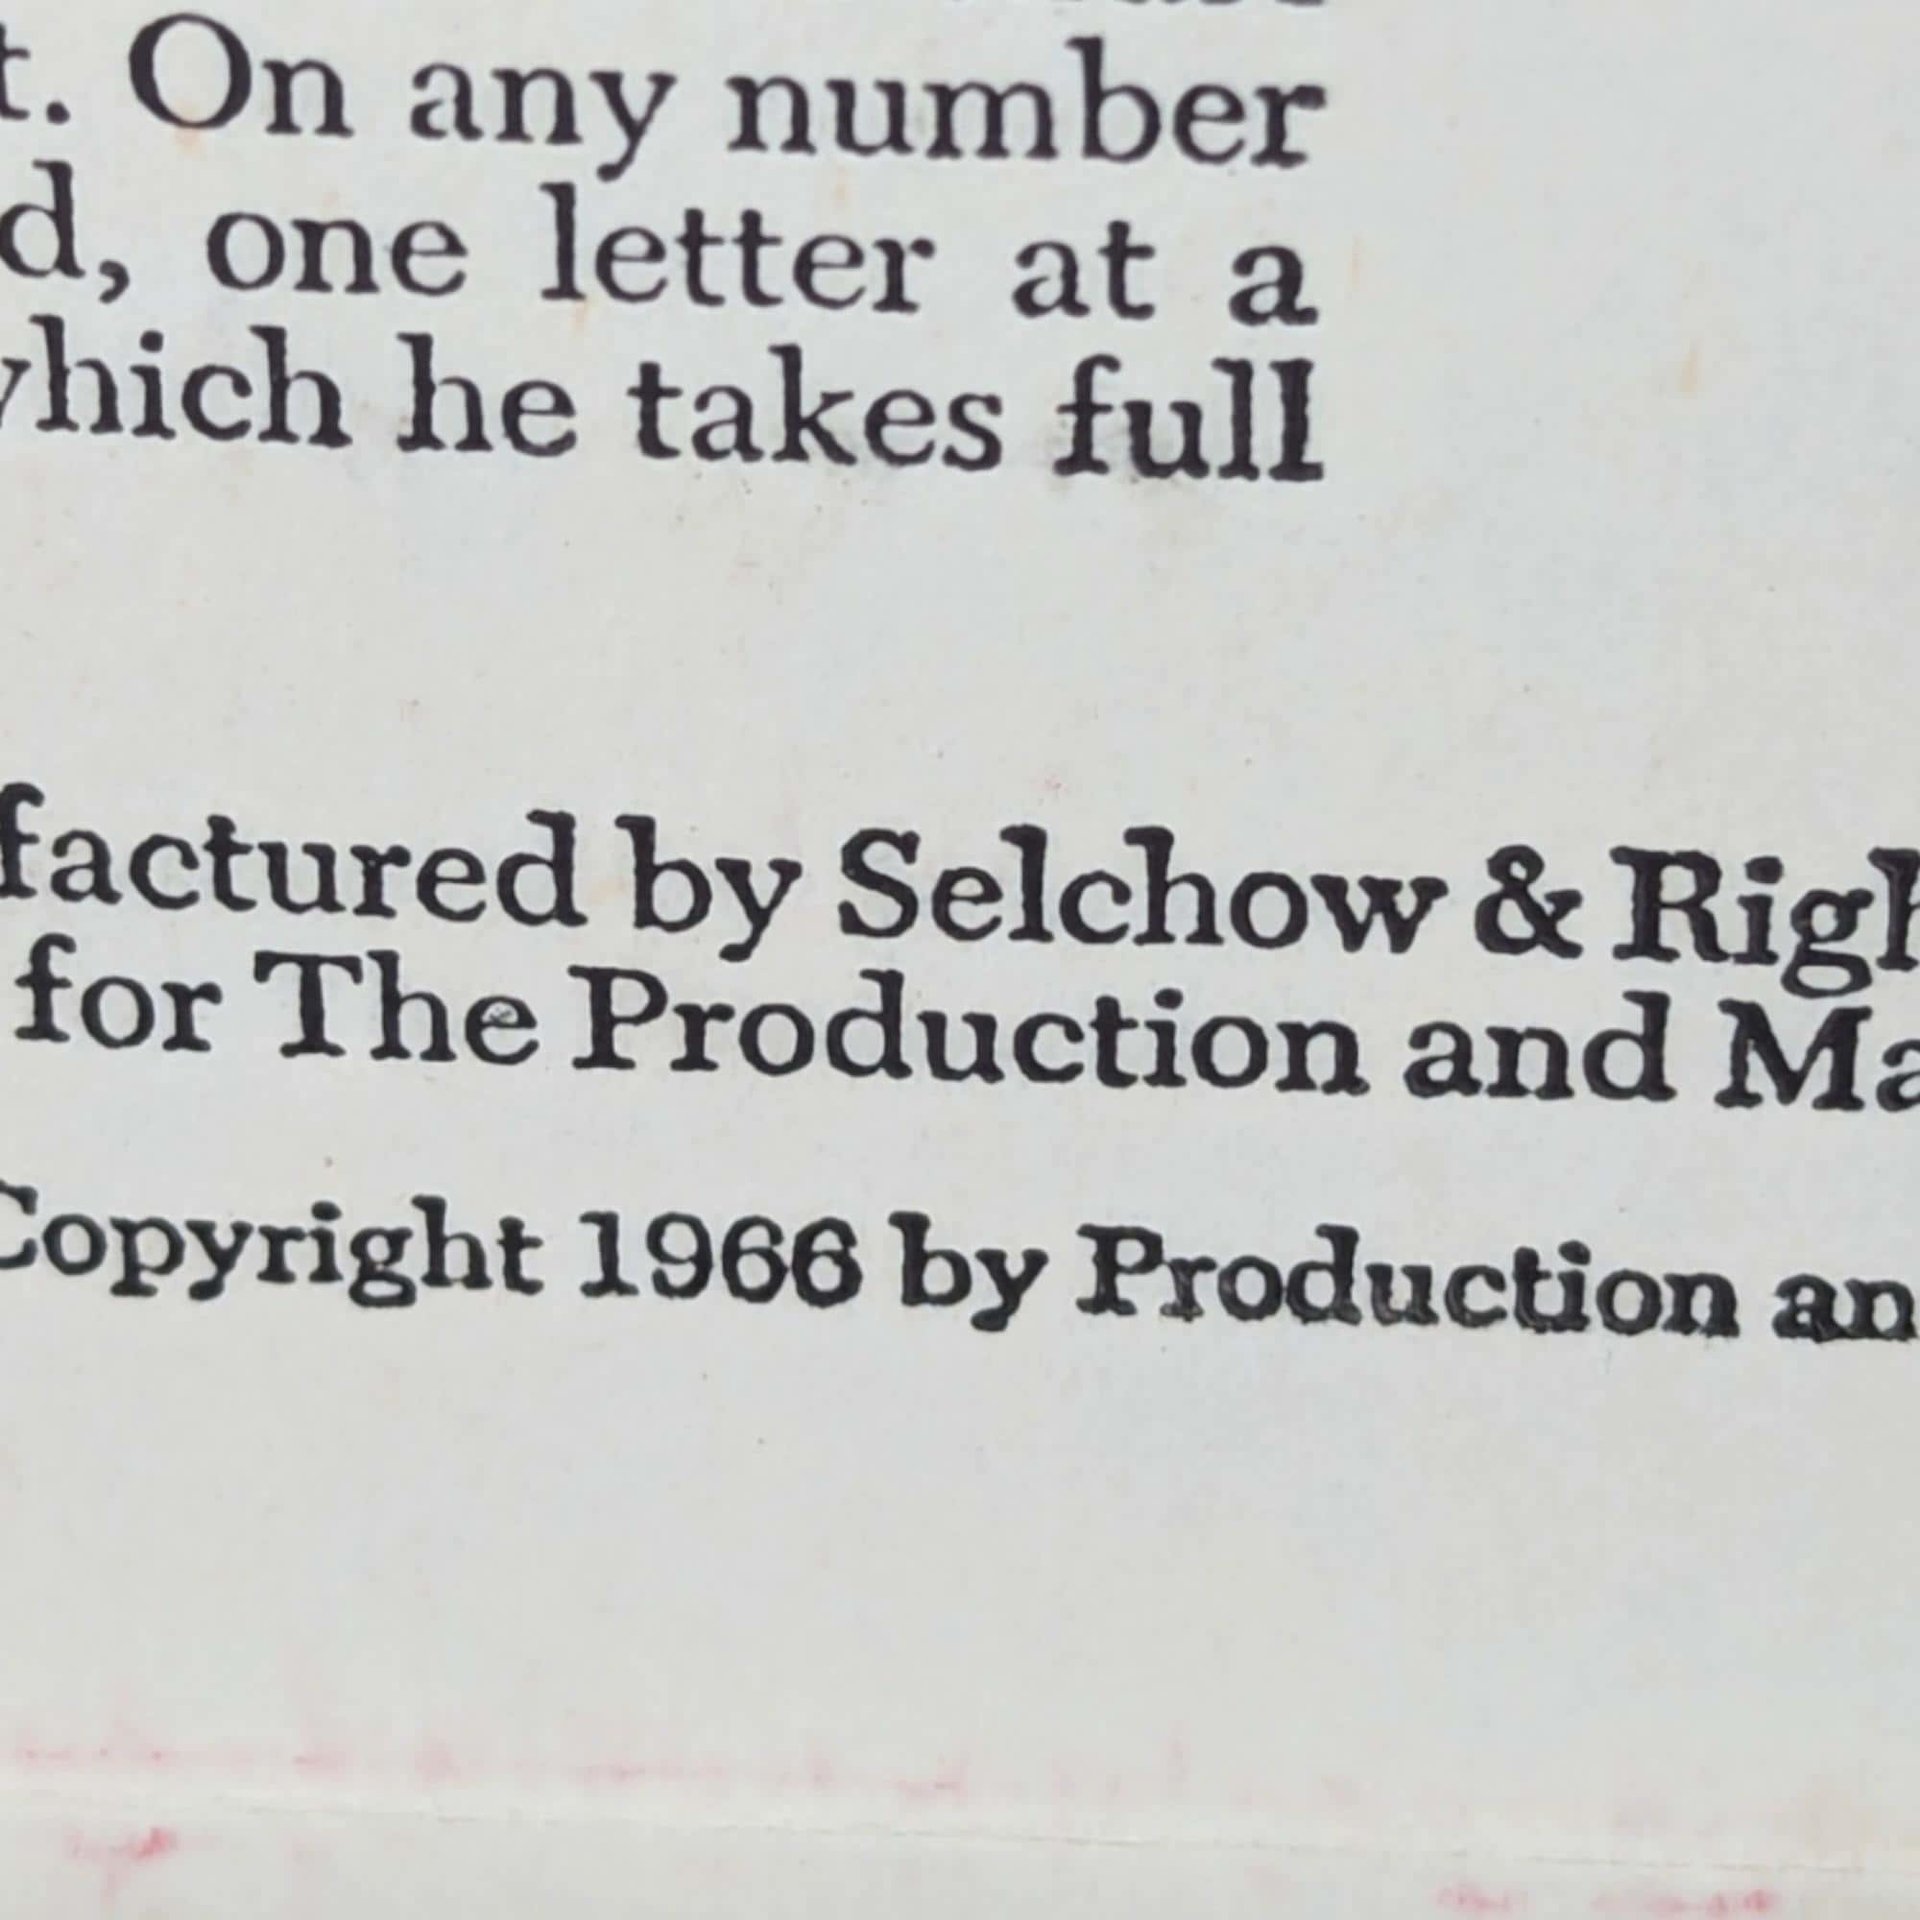 t. On any number
d, one letter at a
which he takes full
factured by Selchow & Righ
for The Production and Ma
Copyright 1966 by Production an